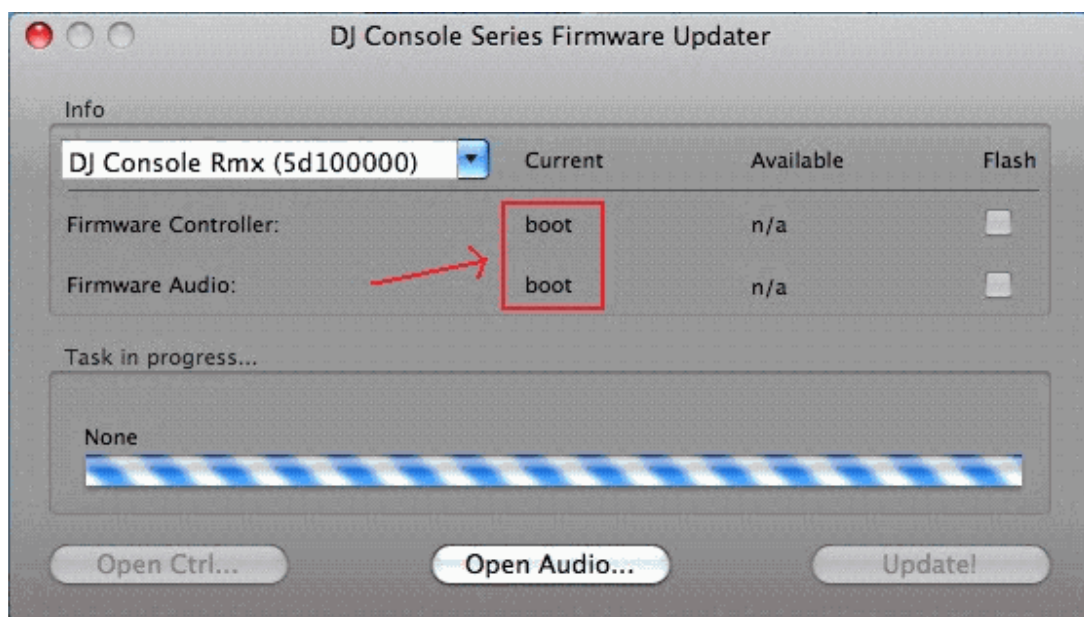 DJ Console Series Firmware Updater
Info
DJ Console Rmx (5d100000) Current Available Flash
Firmware Controller: boot n/a
Firmware Audio: boot n/a
Task in progress...
None
Open Ctrl... Open Audio... Update!